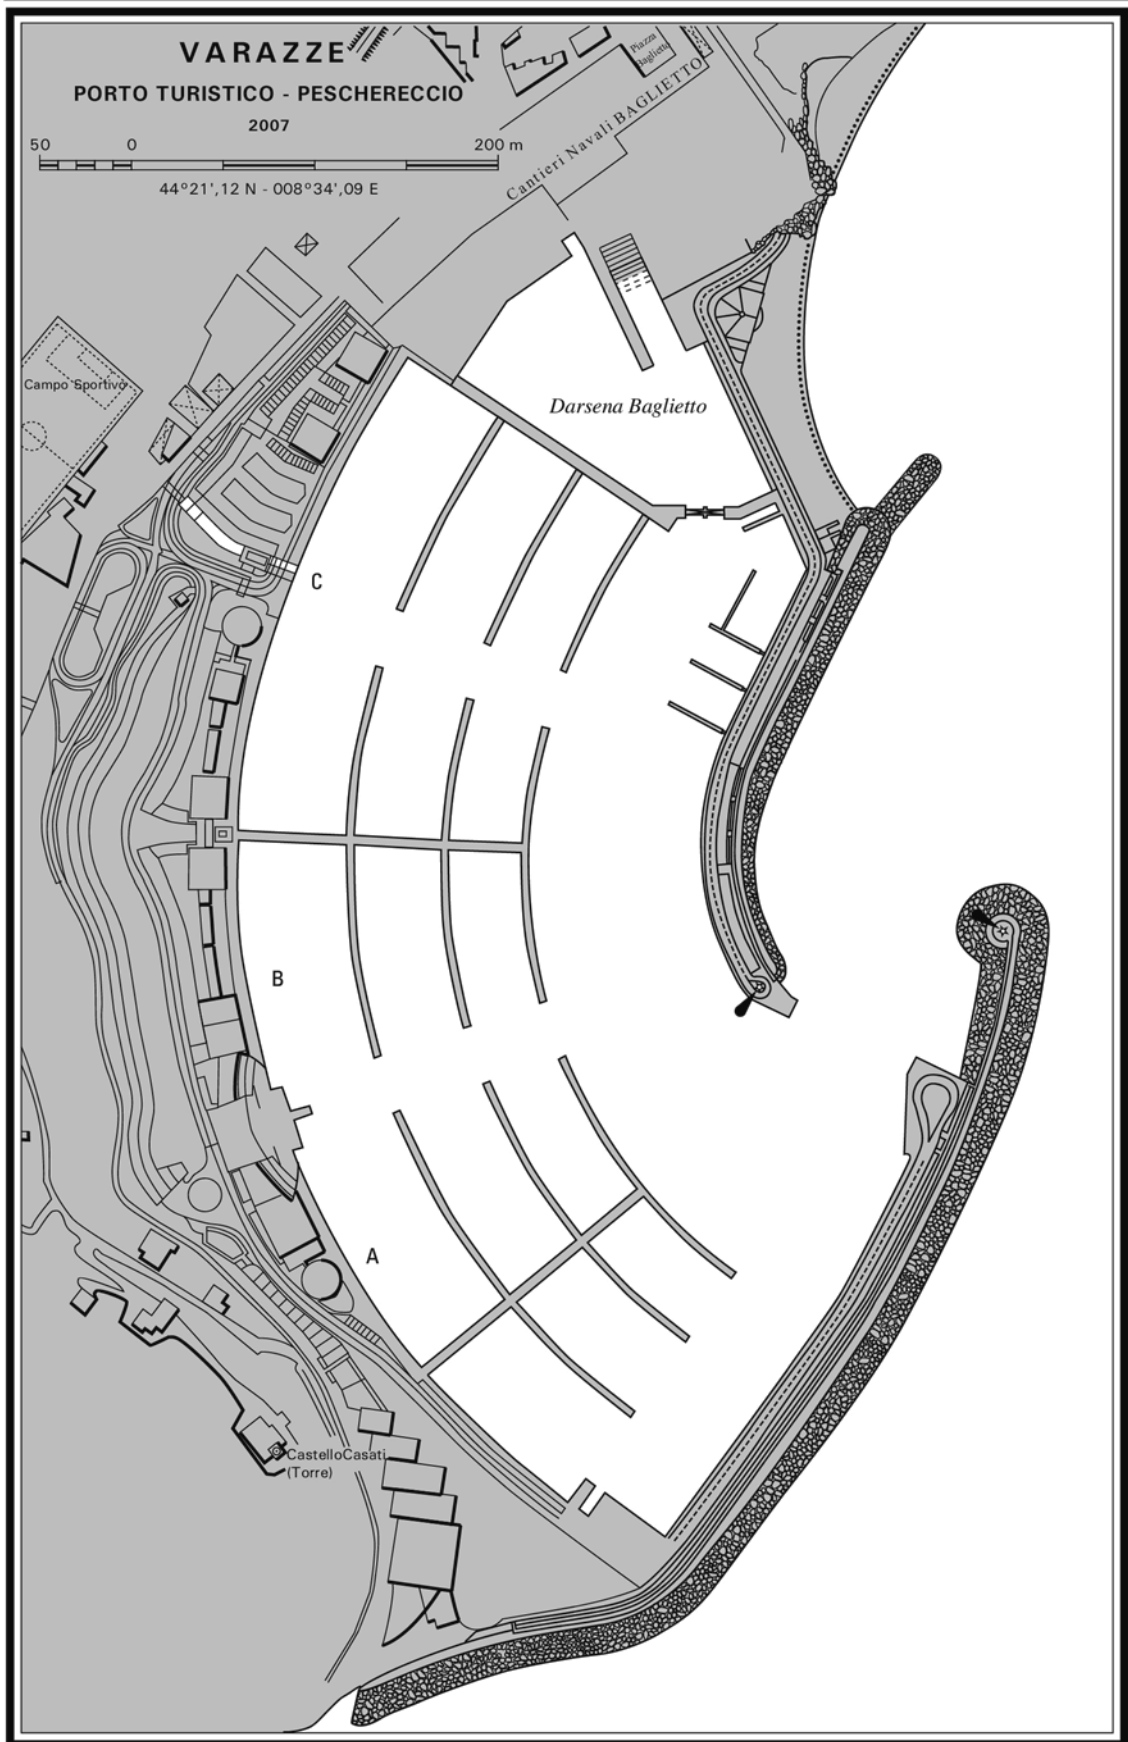 VARAZZE
PORTO TURISTICO - PESCHERECCIO
2007
50 0 200 m
44°21',12 N - 008°34',09 E
Piazza
Baglietto
Cantieri Navali BAGLIETTO
Campo Sportivo
Darsena Baglietto
C
B
A
CastelloCasati
(Torre)